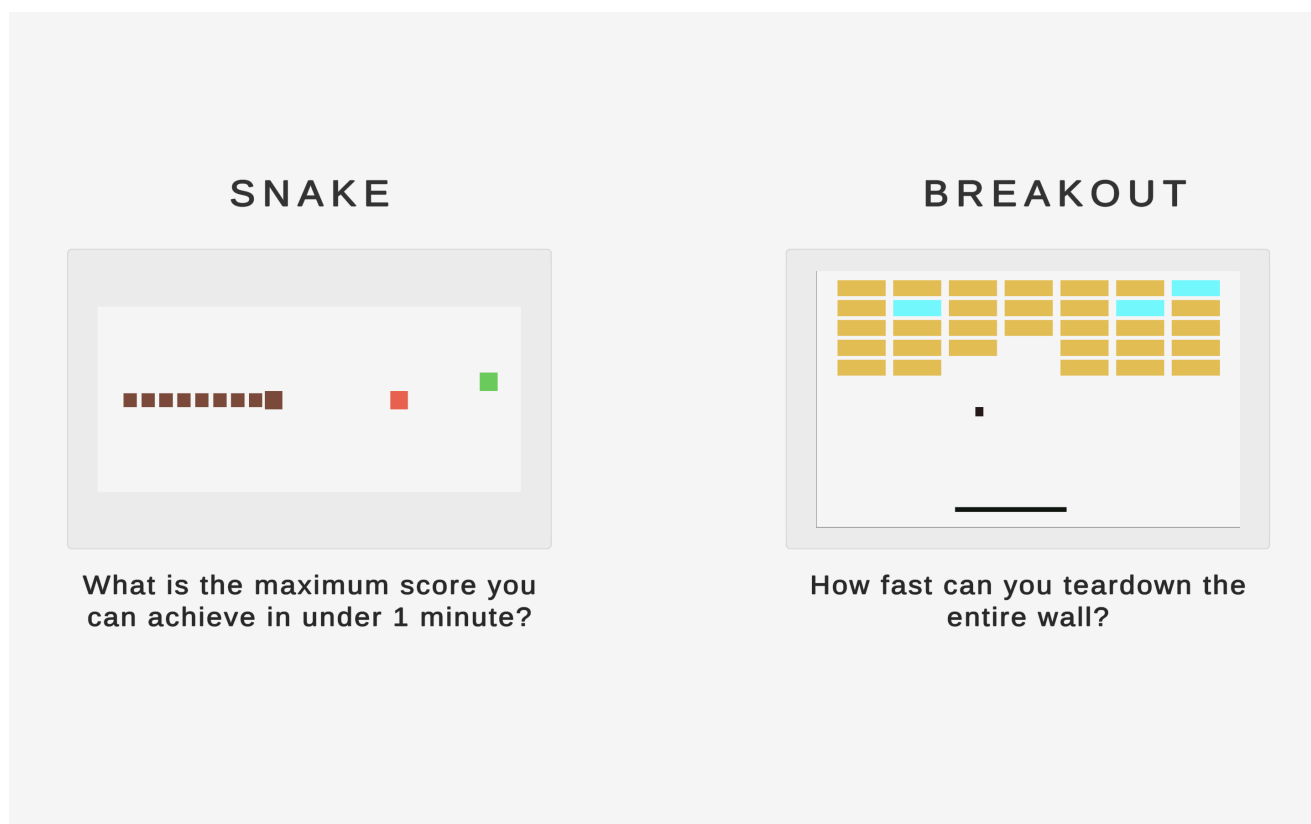 SNAKE
What is the maximum score you
can achieve in under 1 minute?
BREAKOUT
How fast can you teardown the
entire wall?